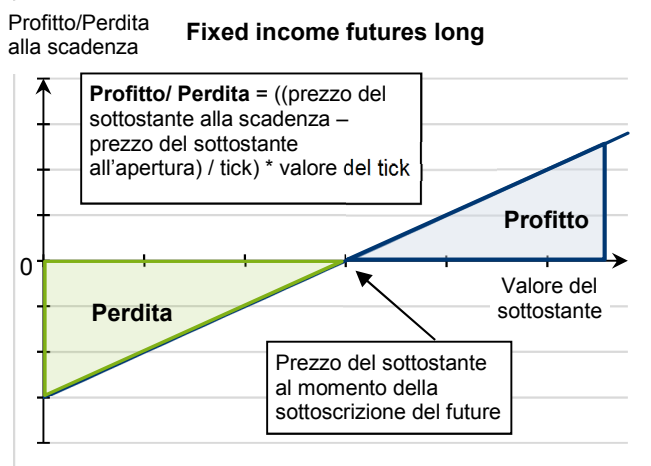 Profitto/Perdita
alla scadenza
Fixed income futures long
Profitto/ Perdita = ((prezzo del
sottostante alla scadenza –
prezzo del sottostante
all'apertura) / tick) * valore del tick
Profitto
0
Valore del
sottostante
Perdita
Prezzo del sottostante
al momento della
sottoscrizione del future